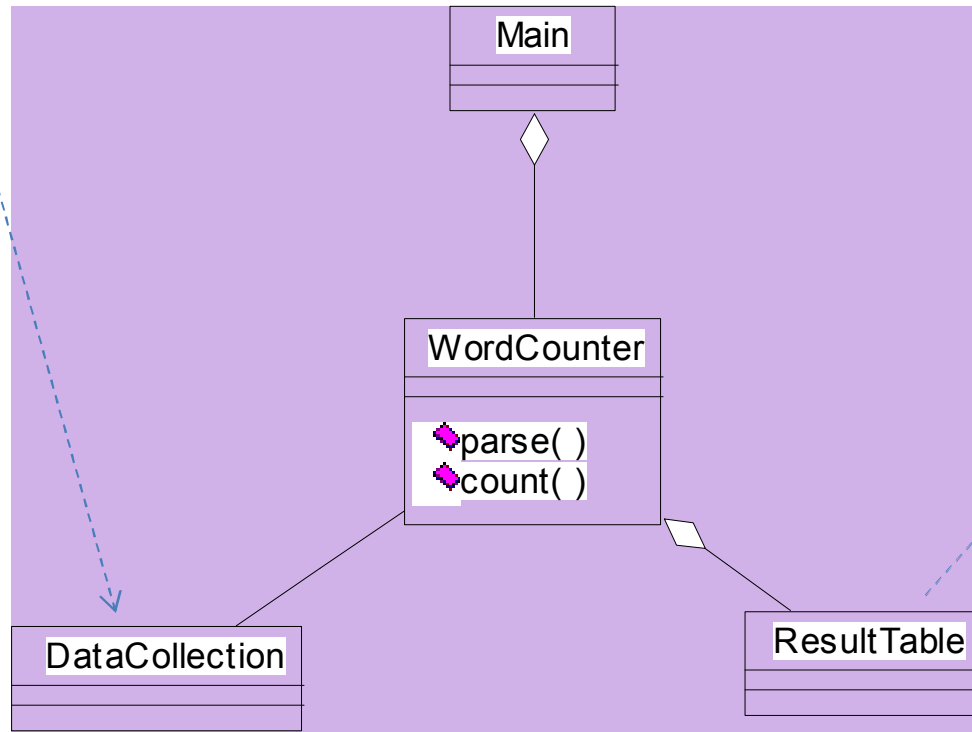 Main
WordCounter
parse( )
count( )
DataCollection
ResultTable